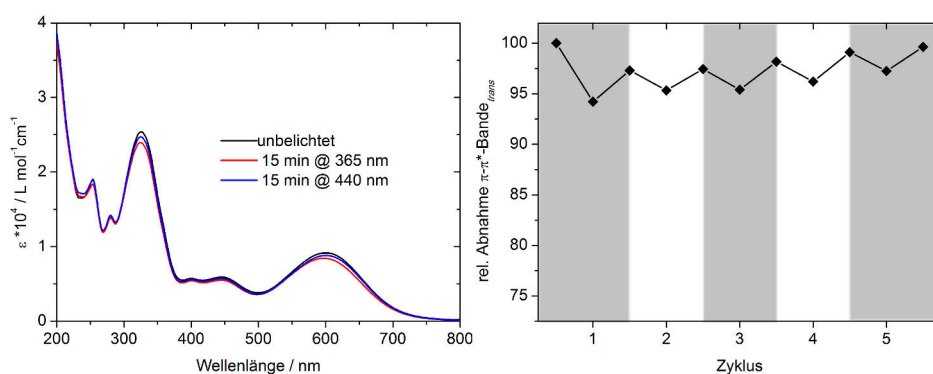 4
3
2
1
0
200 300 400 500 600 700 800
ε *10⁴ / L mol⁻¹cm⁻¹
Wellenlänge / nm
unbelichtet
15 min @ 365 nm
15 min @ 440 nm
100
95
90
85
80
75
1 2 3 4 5
rel. Abnahme π-π*-Bande trans
Zyklus